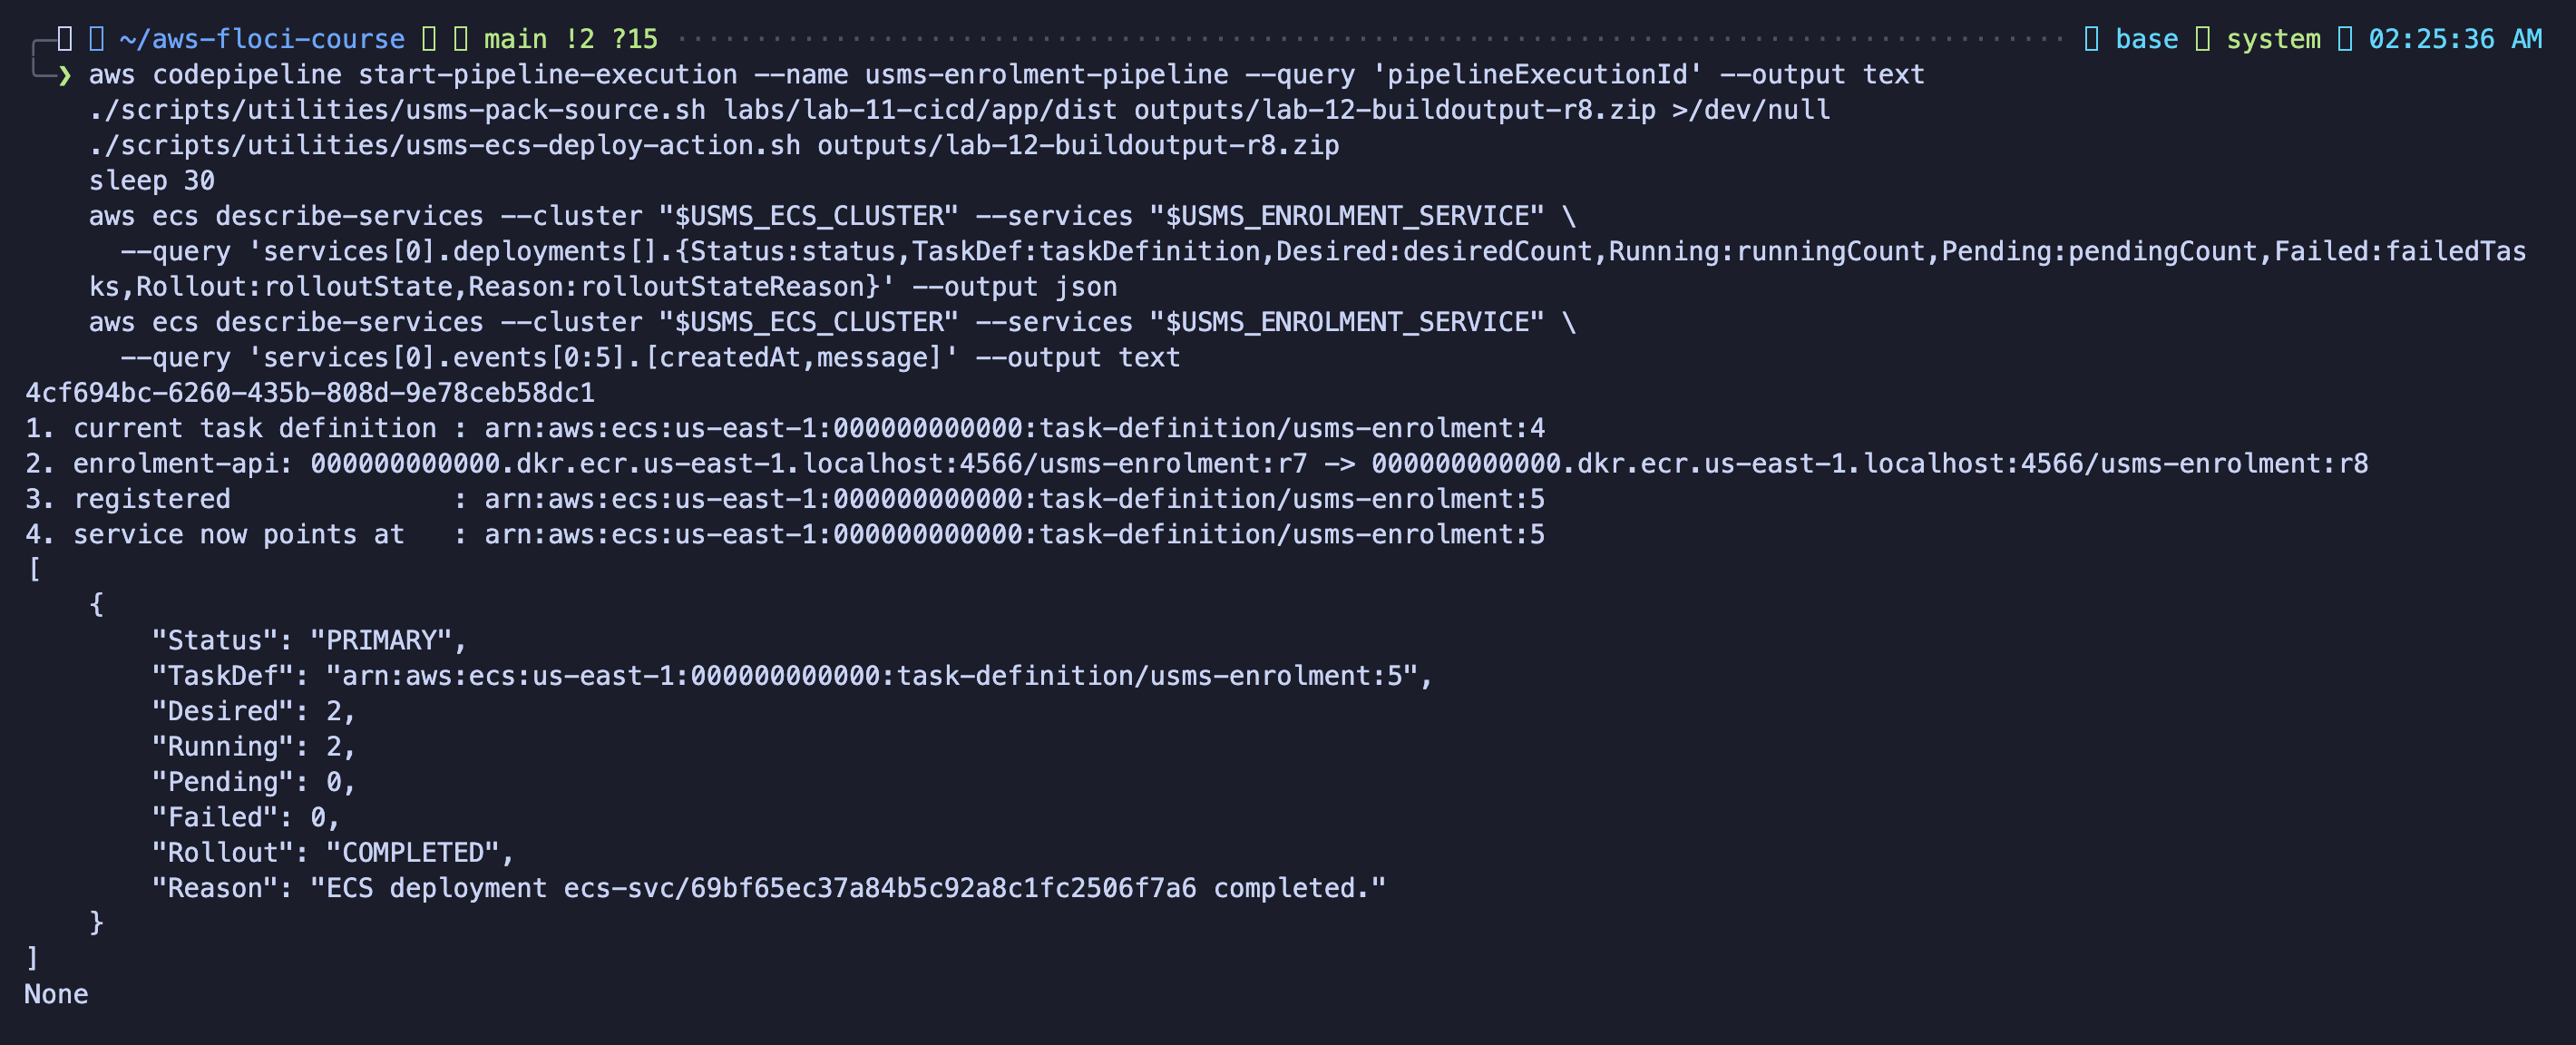 ~/aws-floci-course main !2 ?15 base system 02:25:36 AM
❯ aws codepipeline start-pipeline-execution --name usms-enrolment-pipeline --query 'pipelineExecutionId' --output text
./scripts/utilities/usms-pack-source.sh labs/lab-11-cicd/app/dist outputs/lab-12-buildoutput-r8.zip >/dev/null
./scripts/utilities/usms-ecs-deploy-action.sh outputs/lab-12-buildoutput-r8.zip
sleep 30
aws ecs describe-services --cluster "$USMS_ECS_CLUSTER" --services "$USMS_ENROLMENT_SERVICE" \
  --query 'services[0].deployments[].{Status:status,TaskDef:taskDefinition,Desired:desiredCount,Running:runningCount,Pending:pendingCount,Failed:failedTas
ks,Rollout:rolloutState,Reason:rolloutStateReason}' --output json
aws ecs describe-services --cluster "$USMS_ECS_CLUSTER" --services "$USMS_ENROLMENT_SERVICE" \
  --query 'services[0].events[0:5].[createdAt,message]' --output text
4cf694bc-6260-435b-808d-9e78ceb58dc1
1. current task definition : arn:aws:ecs:us-east-1:000000000000:task-definition/usms-enrolment:4
2. enrolment-api: 000000000000.dkr.ecr.us-east-1.localhost:4566/usms-enrolment:r7 -> 000000000000.dkr.ecr.us-east-1.localhost:4566/usms-enrolment:r8
3. registered              : arn:aws:ecs:us-east-1:000000000000:task-definition/usms-enrolment:5
4. service now points at   : arn:aws:ecs:us-east-1:000000000000:task-definition/usms-enrolment:5
[
    {
        "Status": "PRIMARY",
        "TaskDef": "arn:aws:ecs:us-east-1:000000000000:task-definition/usms-enrolment:5",
        "Desired": 2,
        "Running": 2,
        "Pending": 0,
        "Failed": 0,
        "Rollout": "COMPLETED",
        "Reason": "ECS deployment ecs-svc/69bf65ec37a84b5c92a8c1fc2506f7a6 completed."
    }
]
None